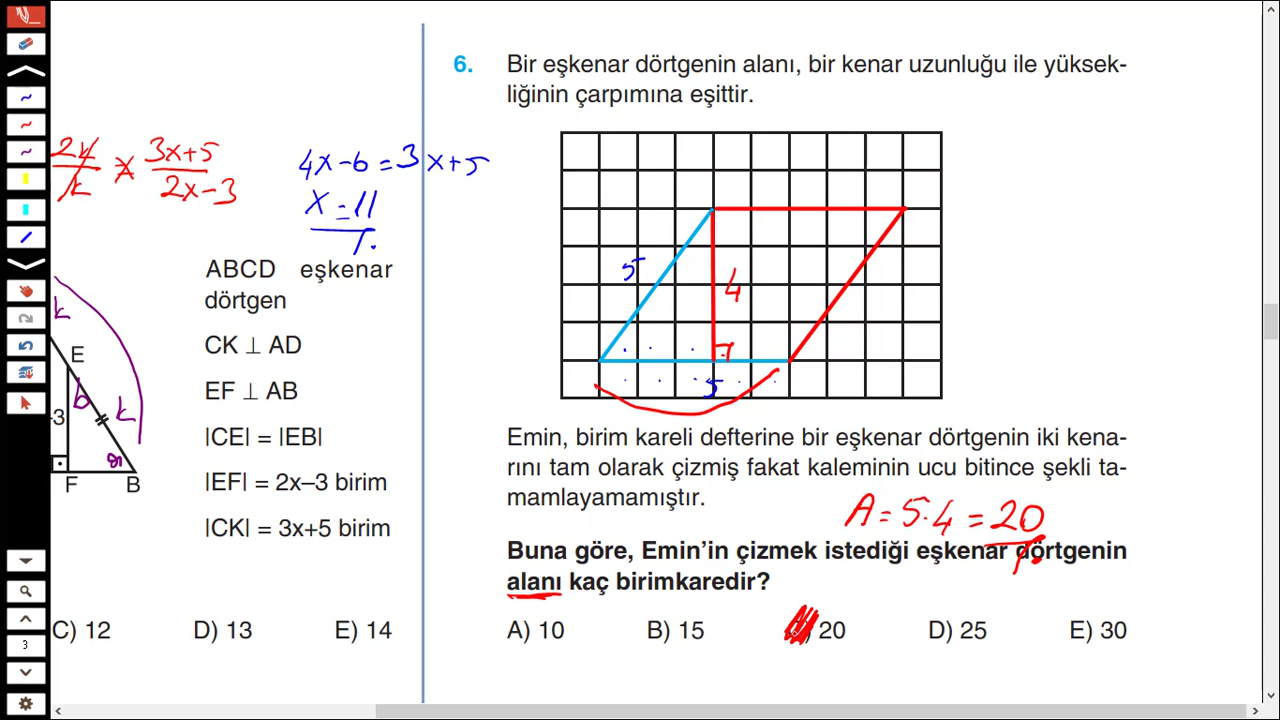 2k/k ⨉ 3x+5/2x-3
4x-6=3x+5
x=11
ABCD eşkenar
dörtgen
CK ⊥ AD
EF ⊥ AB
|CE| = |EB|
|EF| = 2x–3 birim
|CK| = 3x+5 birim
k
E
b
k
3
F
B
C) 12 D) 13 E) 14
6. Bir eşkenar dörtgenin alanı, bir kenar uzunluğu ile yüksek-
liğinin çarpımına eşittir.
5
4
5
Emin, birim kareli defterine bir eşkenar dörtgenin iki kena-
rını tam olarak çizmiş fakat kaleminin ucu bitince şekli ta-
mamlayamamıştır.
A=5.4=20
Buna göre, Emin'in çizmek istediği eşkenar dörtgenin
alanı kaç birimkaredir?
A) 10 B) 15 ) 20 D) 25 E) 30
3